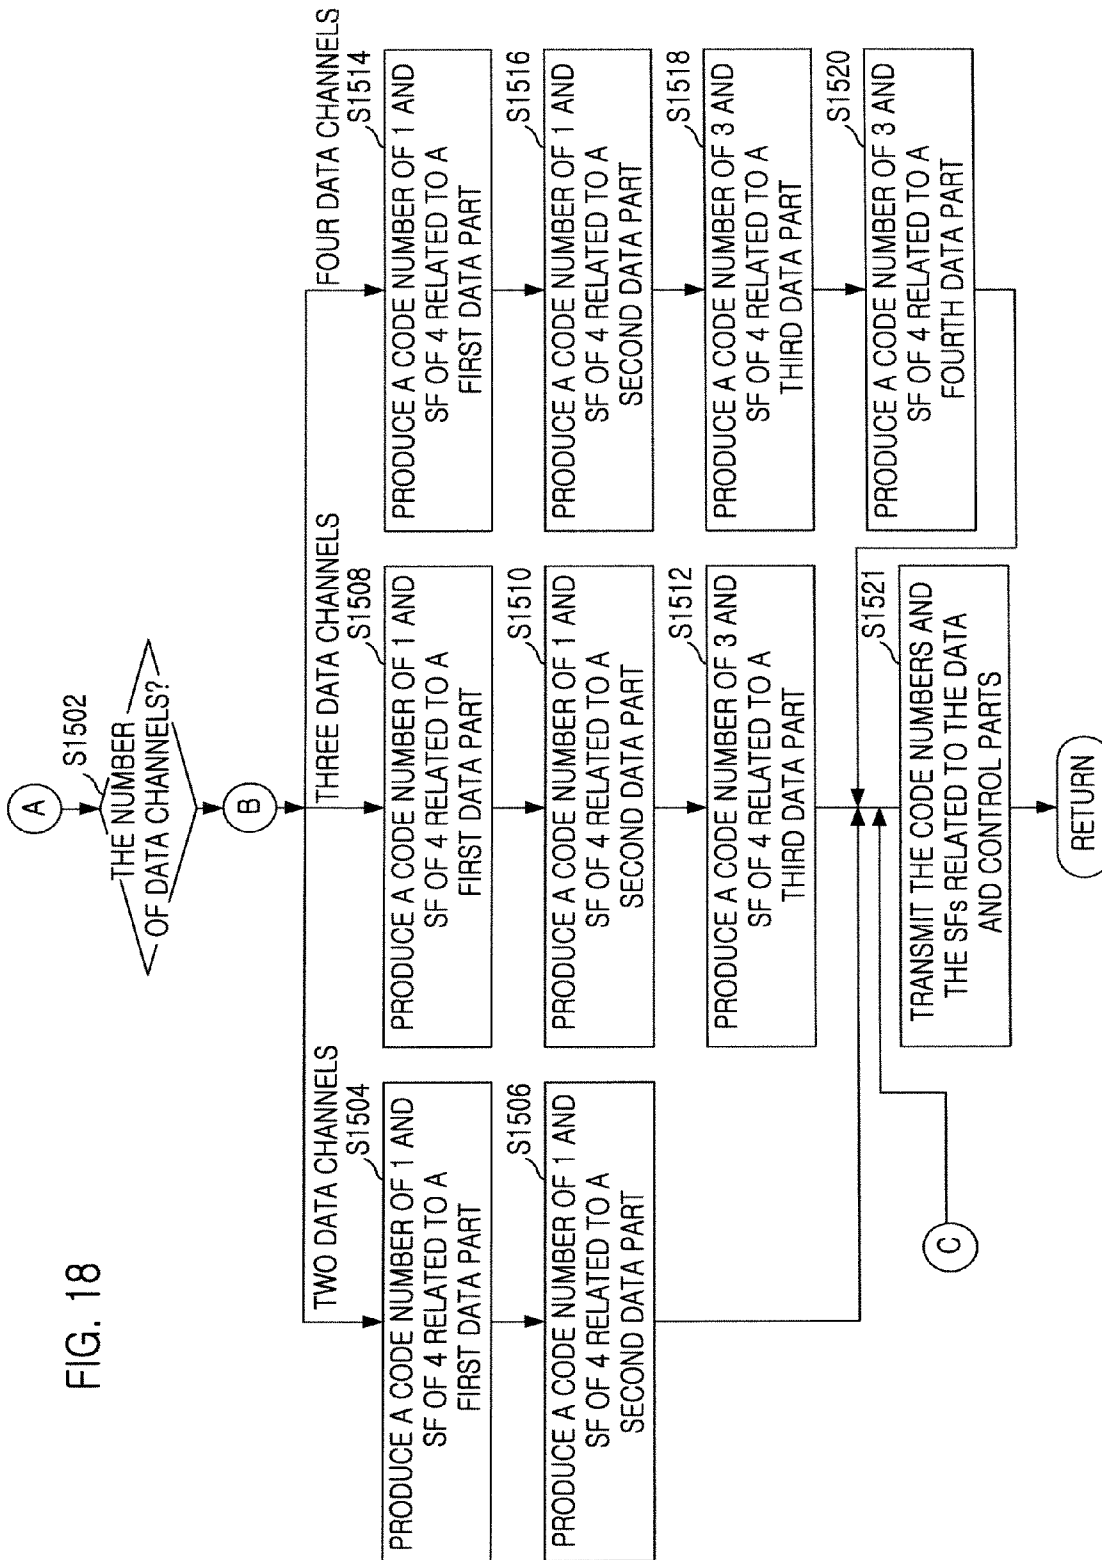 FIG. 18
A
S1502
THE NUMBER
OF DATA CHANNELS?
B
TWO DATA CHANNELS
S1504
PRODUCE A CODE NUMBER OF 1 AND
SF OF 4 RELATED TO A
FIRST DATA PART
S1506
PRODUCE A CODE NUMBER OF 1 AND
SF OF 4 RELATED TO A
SECOND DATA PART
THREE DATA CHANNELS
S1508
PRODUCE A CODE NUMBER OF 1 AND
SF OF 4 RELATED TO A
FIRST DATA PART
S1510
PRODUCE A CODE NUMBER OF 1 AND
SF OF 4 RELATED TO A
SECOND DATA PART
S1512
PRODUCE A CODE NUMBER OF 3 AND
SF OF 4 RELATED TO A
THIRD DATA PART
FOUR DATA CHANNELS
S1514
PRODUCE A CODE NUMBER OF 1 AND
SF OF 4 RELATED TO A
FIRST DATA PART
S1516
PRODUCE A CODE NUMBER OF 1 AND
SF OF 4 RELATED TO A
SECOND DATA PART
S1518
PRODUCE A CODE NUMBER OF 3 AND
SF OF 4 RELATED TO A
THIRD DATA PART
S1520
PRODUCE A CODE NUMBER OF 3 AND
SF OF 4 RELATED TO A
FOURTH DATA PART
C
S1521
TRANSMIT THE CODE NUMBERS AND
THE SFs RELATED TO THE DATA
AND CONTROL PARTS
RETURN